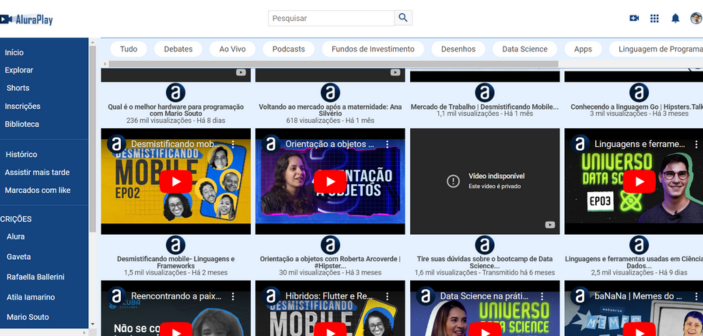 AluraPlay
Pesquisar
Início
Explorar
Shorts
Inscrições
Biblioteca
Histórico
Assistir mais tarde
Marcados com like
CRIÇÕES
Alura
Gaveta
Rafaella Ballerini
Atila Iamarino
Mario Souto
Tudo
Debates
Ao Vivo
Podcasts
Fundos de Investimento
Desenhos
Data Science
Apps
Linguagem de Programa
Qual é o melhor hardware para programação
com Mario Souto
236 mil visualizações - Há 8 dias
Voltando ao mercado após a maternidade: Ana
Silvério
618 visualizações - Há 1 mês
Mercado de Trabalho | Desmistificando Mobile...
1,1 mil visualizações - Há 1 mês
Conhecendo a linguagem Go | Hipsters.Talk
3 mil visualizações - Há 3 meses
Desmistificando mob...
DESMISTIFICANDO
MOBILE
EP02
Orientação a objetos ...
ENTAÇÃO
A OBJETOS
Vídeo indisponível
Este vídeo é privado
Linguagens e ferrame...
UNIVERSO
DATA SCIENCE
EP03
Desmistificando mobile- Linguagens e
Frameworks
1,5 mil visualizações - Há 2 meses
Orientação a objetos com Roberta Arcoverde |
#Hipster...
30 mil visualizações - Há 3 meses
Tire suas dúvidas sobre o bootcamp de Data
Science...
1,6 mil visualizações - Transmitido há 6 meses
Linguagens e ferramentas usadas em Ciência
Dados...
2,5 mil visualizações - Há 9 dias
Reencontrando a paix...
Não se co
Híbridos: Flutter e Re...
DESMISTIFICANDO
MOBILE
Data Science na práti...
UNIVERSO
DATA SCIENCE
baNaNa | Memes do ...